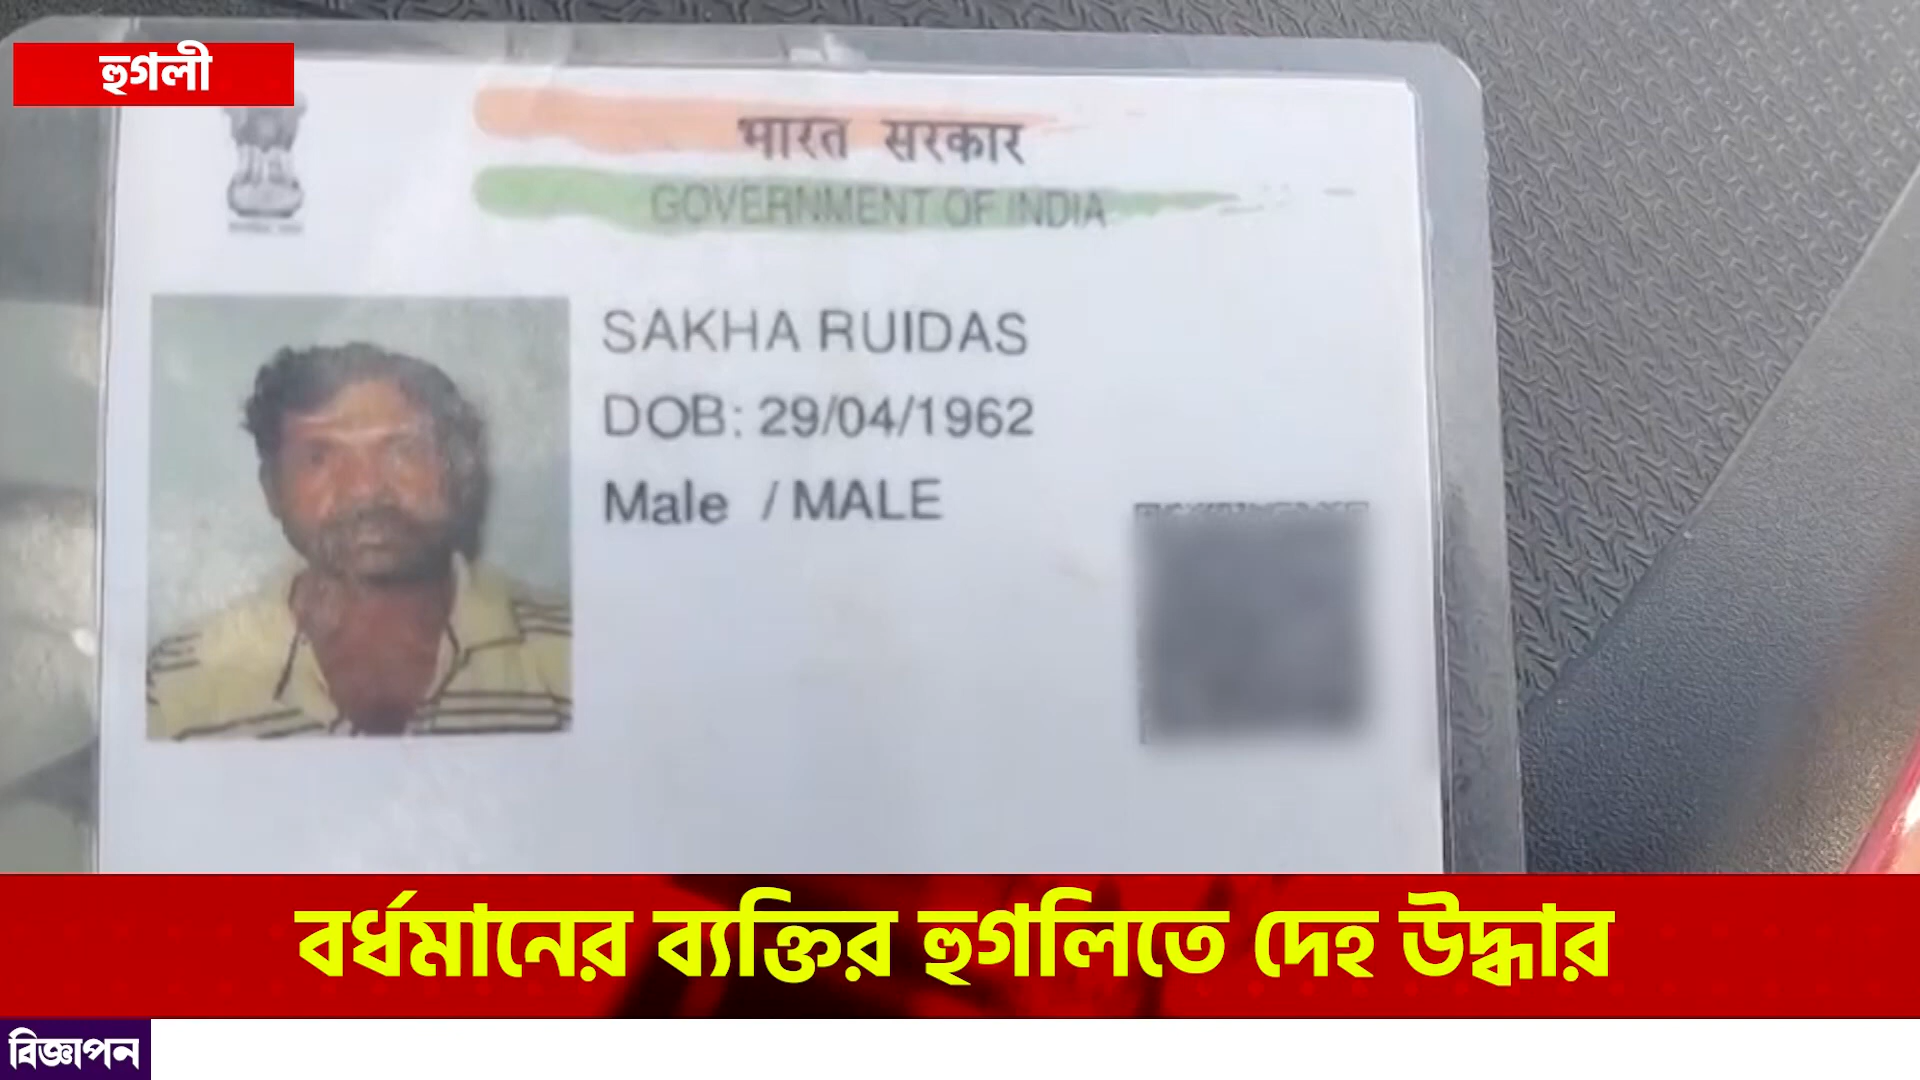 হুগলী
भारत सरकार
GOVERNMENT OF INDIA
SAKHA RUIDAS
DOB: 29/04/1962
Male / MALE
বর্ধমানের ব্যক্তির হুগলিতে দেহ উদ্ধার
বিজ্ঞাপন